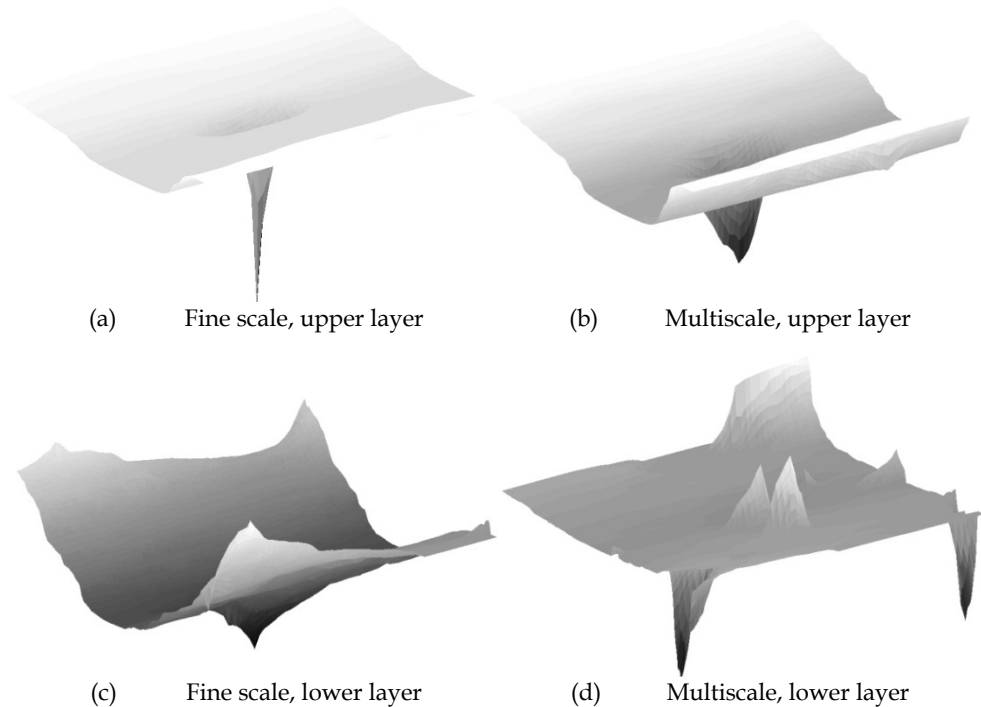 (a) Fine scale, upper layer
(b) Multiscale, upper layer
(c) Fine scale, lower layer
(d) Multiscale, lower layer